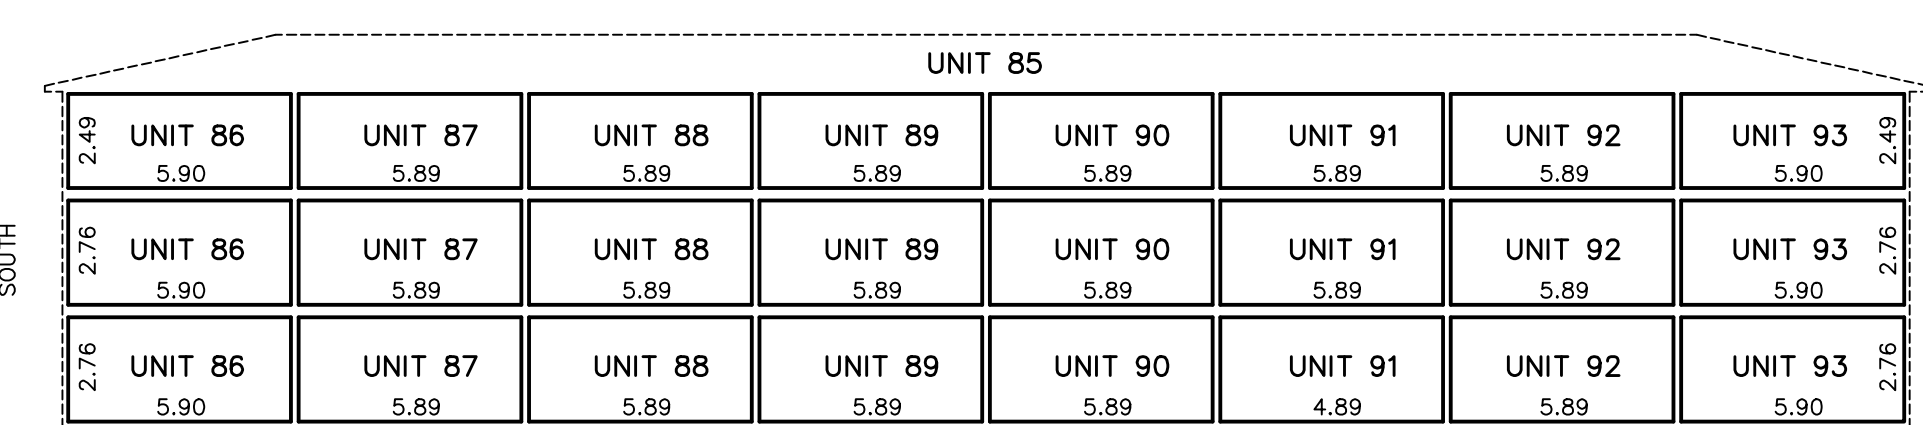 UNIT 85
2.49 UNIT 86 UNIT 87 UNIT 88 UNIT 89 UNIT 90 UNIT 91 UNIT 92 UNIT 93 2.49
5.90 5.89 5.89 5.89 5.89 5.89 5.89 5.90
SOUTH
2.76 UNIT 86 UNIT 87 UNIT 88 UNIT 89 UNIT 90 UNIT 91 UNIT 92 UNIT 93 2.76
5.90 5.89 5.89 5.89 5.89 5.89 5.89 5.90
2.76 UNIT 86 UNIT 87 UNIT 88 UNIT 89 UNIT 90 UNIT 91 UNIT 92 UNIT 93 2.76
5.90 5.89 5.89 5.89 5.89 4.89 5.89 5.90